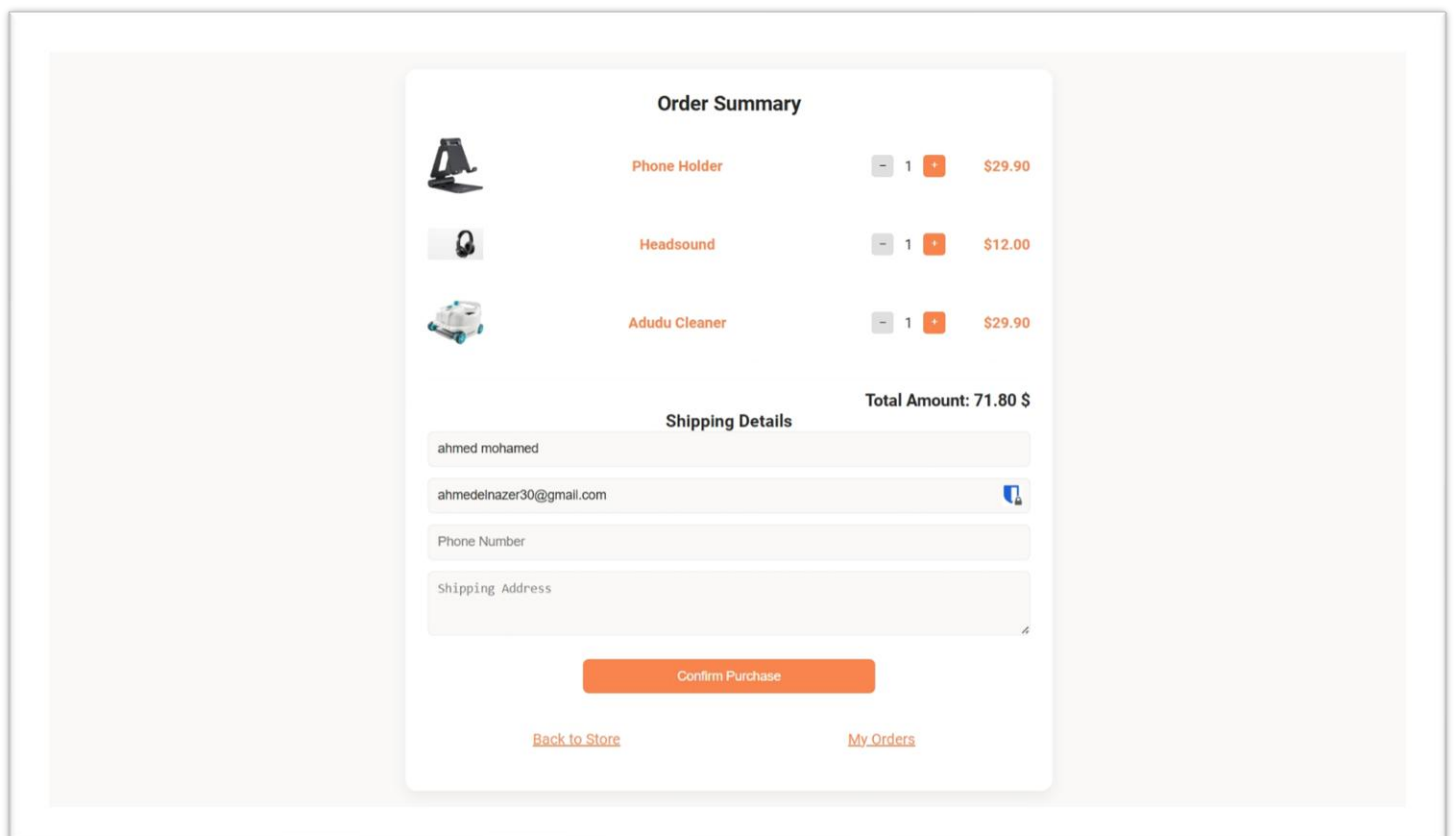 Order Summary
Phone Holder − 1 + $29.90
Headsound − 1 + $12.00
Adudu Cleaner − 1 + $29.90
Total Amount: 71.80 $
Shipping Details
ahmed mohamed
ahmedelnazer30@gmail.com
Phone Number
Shipping Address
Confirm Purchase
Back to Store My Orders